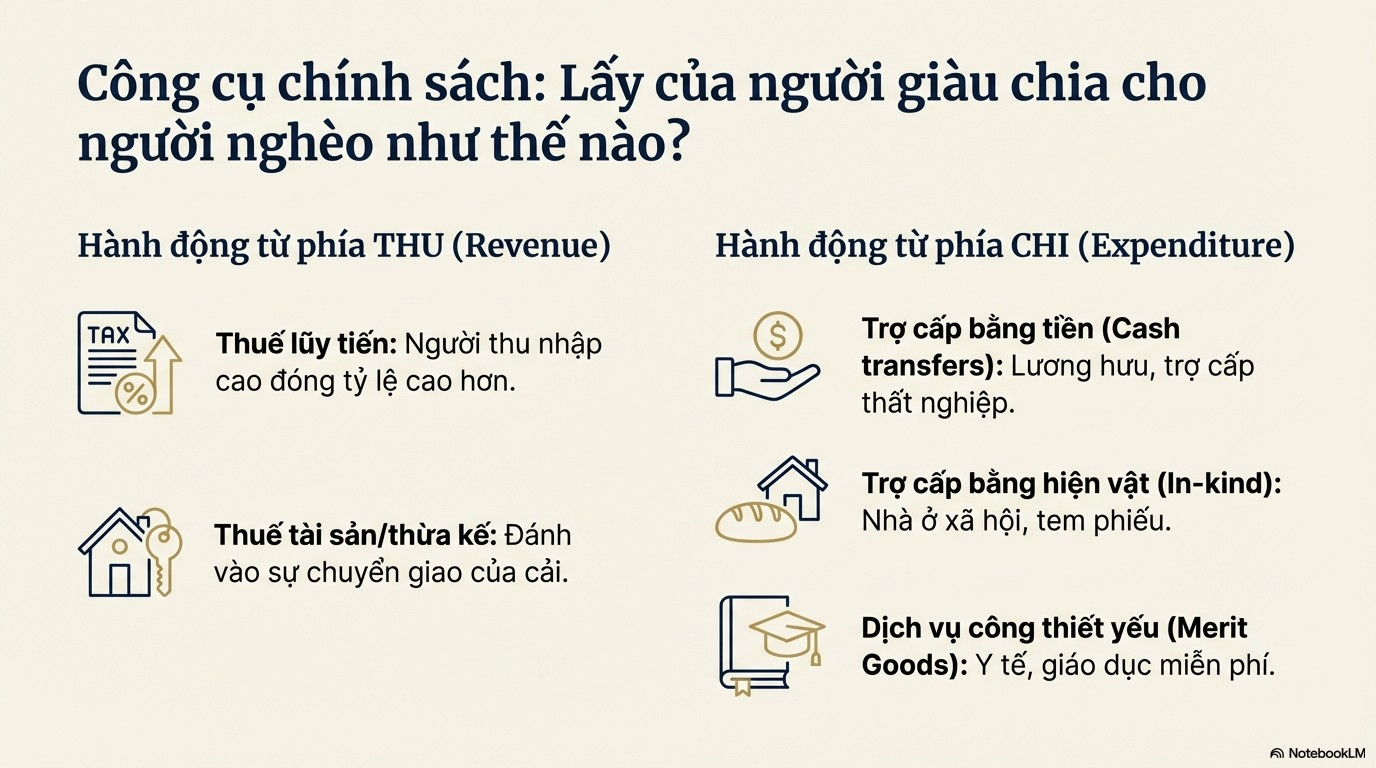 Công cụ chính sách: Lấy của người giàu chia cho
người nghèo như thế nào?
Hành động từ phía THU (Revenue)
TAX
%
Thuế lũy tiến: Người thu nhập
cao đóng tỷ lệ cao hơn.
Thuế tài sản/thừa kế: Đánh
vào sự chuyển giao của cải.
Hành động từ phía CHI (Expenditure)
$
Trợ cấp bằng tiền (Cash
transfers): Lương hưu, trợ cấp
thất nghiệp.
Trợ cấp bằng hiện vật (In-kind):
Nhà ở xã hội, tem phiếu.
Dịch vụ công thiết yếu (Merit
Goods): Y tế, giáo dục miễn phí.
NotebookLM